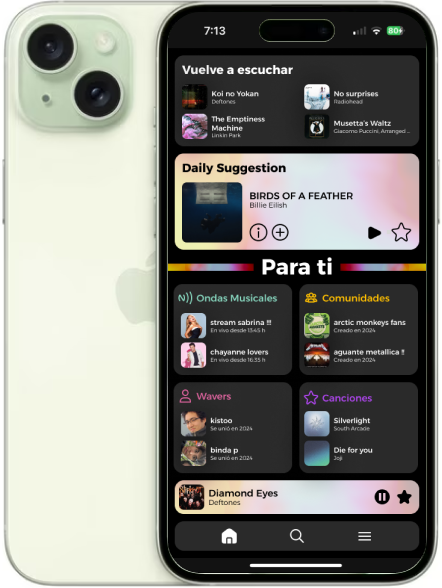 7:13
80+
Vuelve a escuchar
Koi no Yokan
Deftones
No surprises
Radiohead
The Emptiness
Machine
Linkin Park
Musetta's Waltz
Giacomo Puccini, Arranged ..
Daily Suggestion
BIRDS OF A FEATHER
Billie Eilish
Para ti
Ondas Musicales
stream sabrina !!!
En vivo desde 13:45 h
chayanne lovers
En vivo desde 16:35 h
Comunidades
arctic monkeys fans
Creado en 2024
aguante metallica !!
Creado en 2024
Wavers
kistoo
Se unió en 2024
binda p
Se unió en 2024
Canciones
Silverlight
South Arcade
Die for you
Joji
Diamond Eyes
Deftones